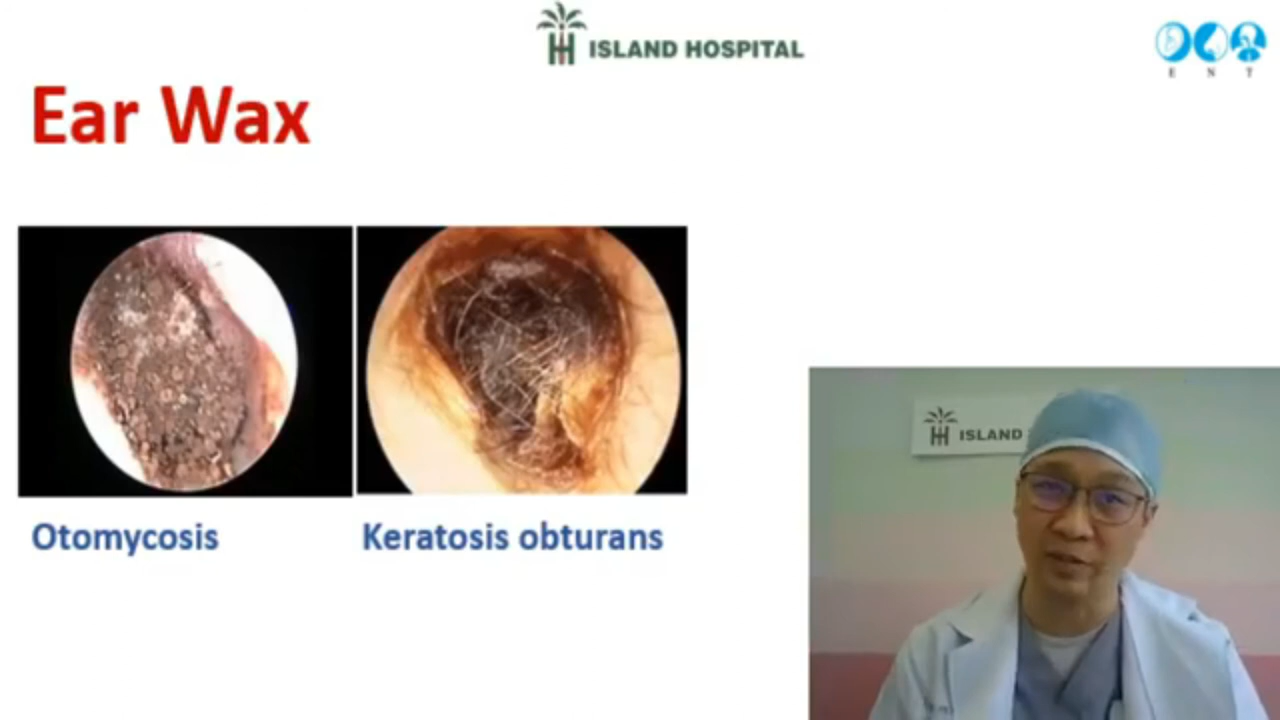 ISLAND HOSPITAL
E N T
Ear Wax
Otomycosis
Keratosis obturans
ISLAND